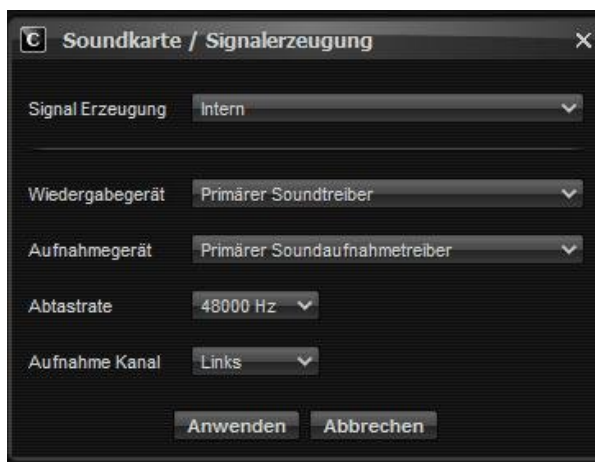 C Soundkarte / Signalerzeugung X
Signal Erzeugung Intern
Wiedergabegerät Primärer Soundtreiber
Aufnahmegerät Primärer Soundaufnahmetreiber
Abtastrate 48000 Hz
Aufnahme Kanal Links
Anwenden Abbrechen